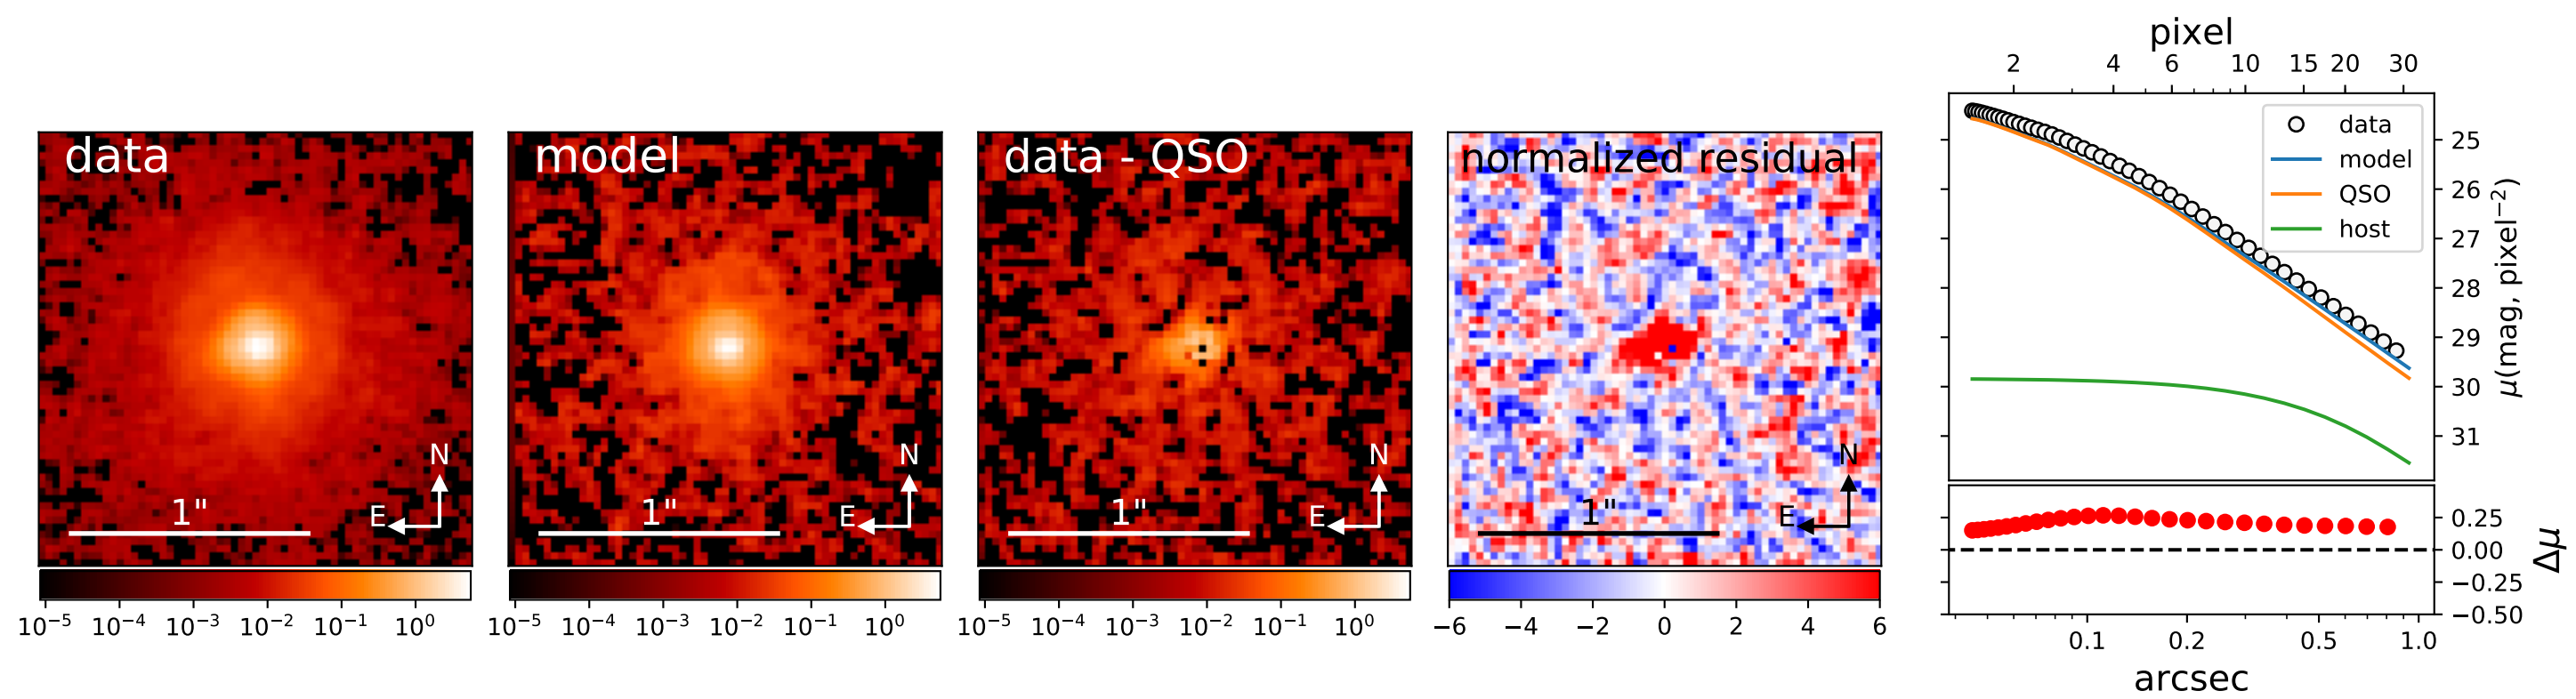 data
1"
N
E
10⁻⁵ 10⁻⁴ 10⁻³ 10⁻² 10⁻¹ 10⁰
model
1"
N
E
10⁻⁵ 10⁻⁴ 10⁻³ 10⁻² 10⁻¹ 10⁰
data - QSO
1"
N
E
10⁻⁵ 10⁻⁴ 10⁻³ 10⁻² 10⁻¹ 10⁰
normalized residual
1"
N
E
−6 −4 −2 0 2 4 6
pixel
2 4 6 10 15 20 30
data
model
QSO
host
25
26
27
28
29
30
31
μ(mag, pixel⁻²)
0.25
0.00
−0.25
−0.50
Δμ
0.1 0.2 0.5 1.0
arcsec